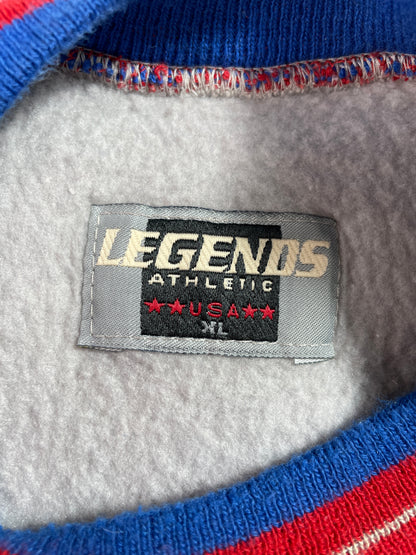 LEGENDS
ATHLETIC
★★USA★★
XL